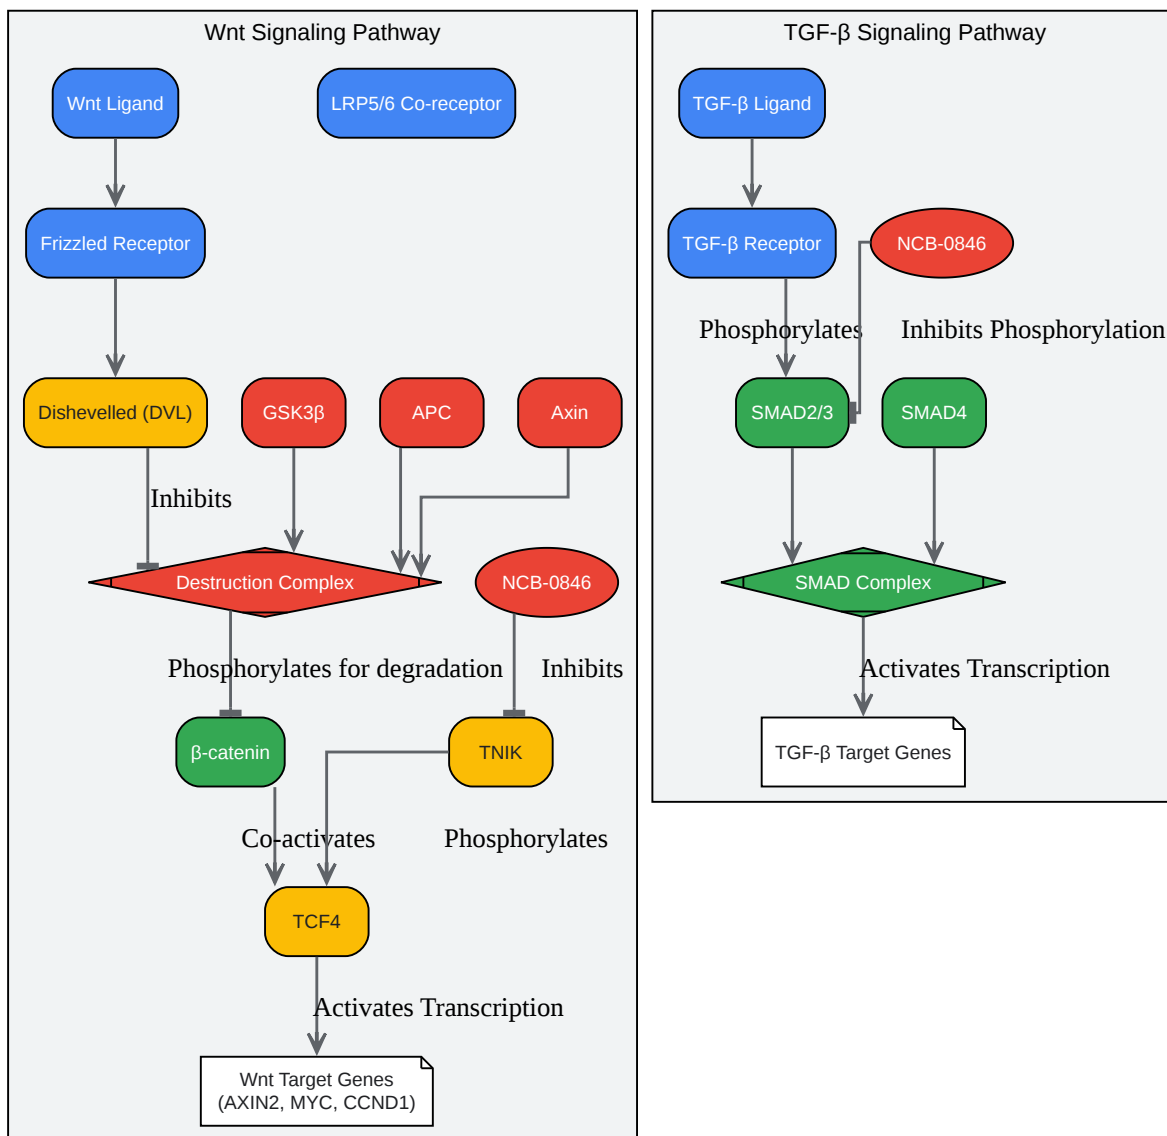 Wnt Signaling Pathway
Wnt Ligand
LRP5/6 Co-receptor
Frizzled Receptor
Dishevelled (DVL)
GSK3β
APC
Axin
Inhibits
Destruction Complex
NCB-0846
Phosphorylates for degradation
Inhibits
β-catenin
TNIK
Co-activates
Phosphorylates
TCF4
Activates Transcription
Wnt Target Genes
(AXIN2, MYC, CCND1)
TGF-β Signaling Pathway
TGF-β Ligand
TGF-β Receptor
NCB-0846
Phosphorylates
Inhibits Phosphorylation
SMAD2/3
SMAD4
SMAD Complex
Activates Transcription
TGF-β Target Genes